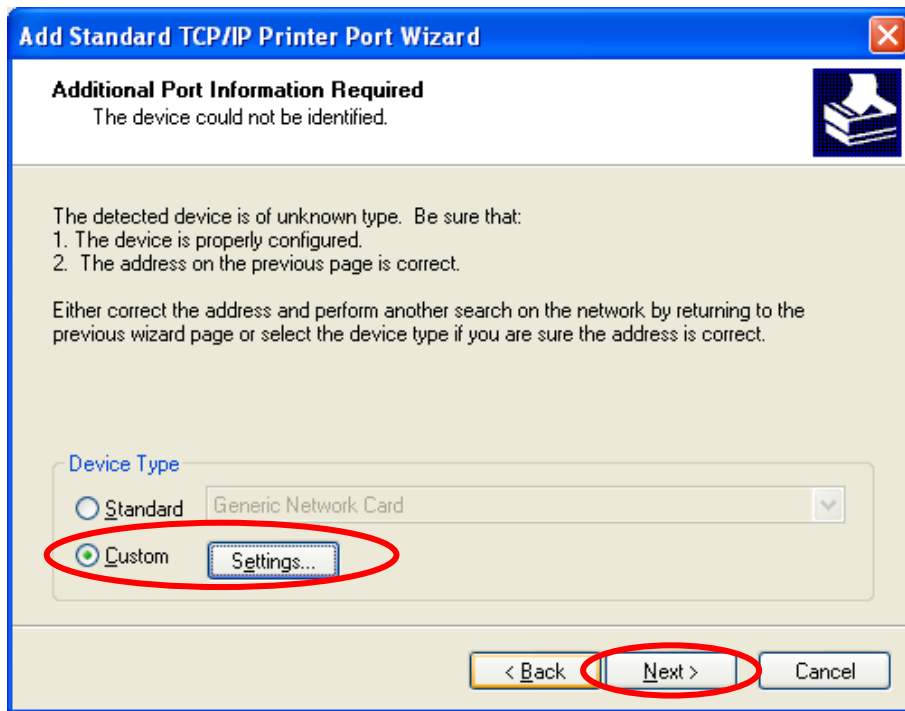 Add Standard TCP/IP Printer Port Wizard
Additional Port Information Required
The device could not be identified.
The detected device is of unknown type. Be sure that:
1. The device is properly configured.
2. The address on the previous page is correct.
Either correct the address and perform another search on the network by returning to the
previous wizard page or select the device type if you are sure the address is correct.
Device Type
Standard
Generic Network Card
Custom
Settings...
< Back
Next >
Cancel